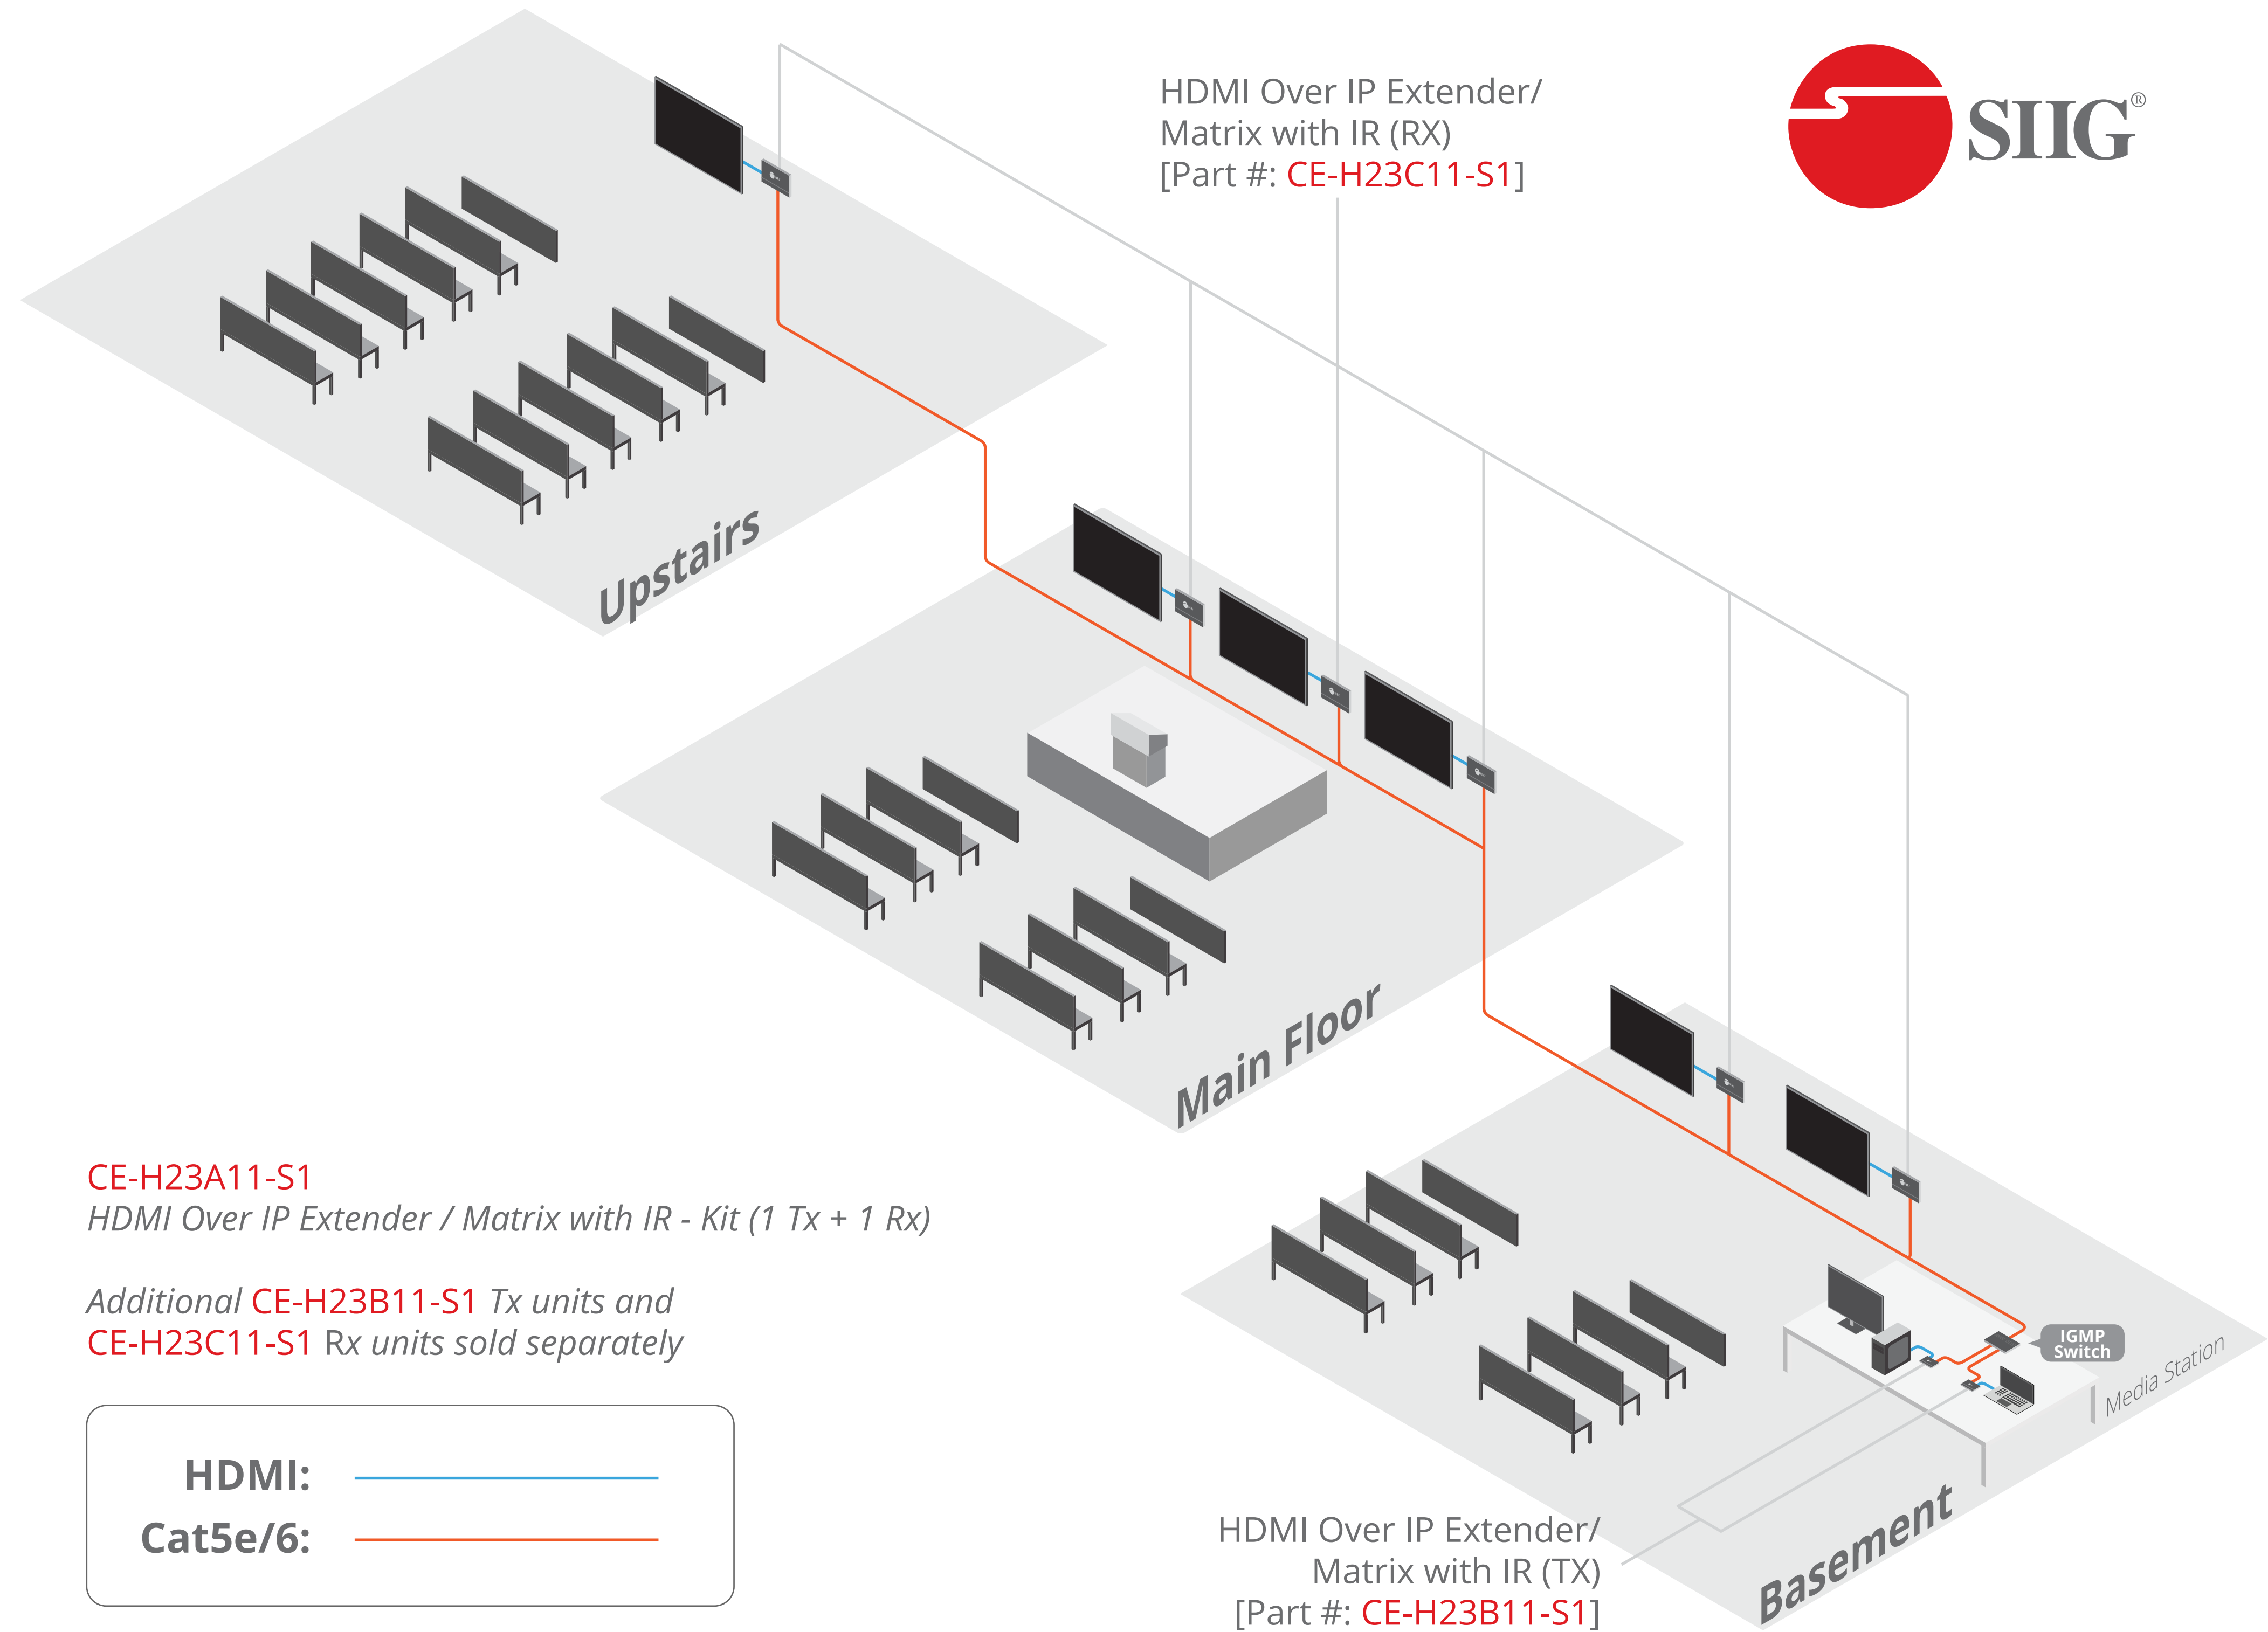 HDMI Over IP Extender/
Matrix with IR (RX)
[Part #: CE-H23C11-S1]
SIIG®
Upstairs
Main Floor
CE-H23A11-S1
HDMI Over IP Extender / Matrix with IR - Kit (1 Tx + 1 Rx)
Additional CE-H23B11-S1 Tx units and
CE-H23C11-S1 Rx units sold separately
HDMI:
Cat5e/6:
IGMP
Switch
Media Station
Basement
HDMI Over IP Extender/
Matrix with IR (TX)
[Part #: CE-H23B11-S1]